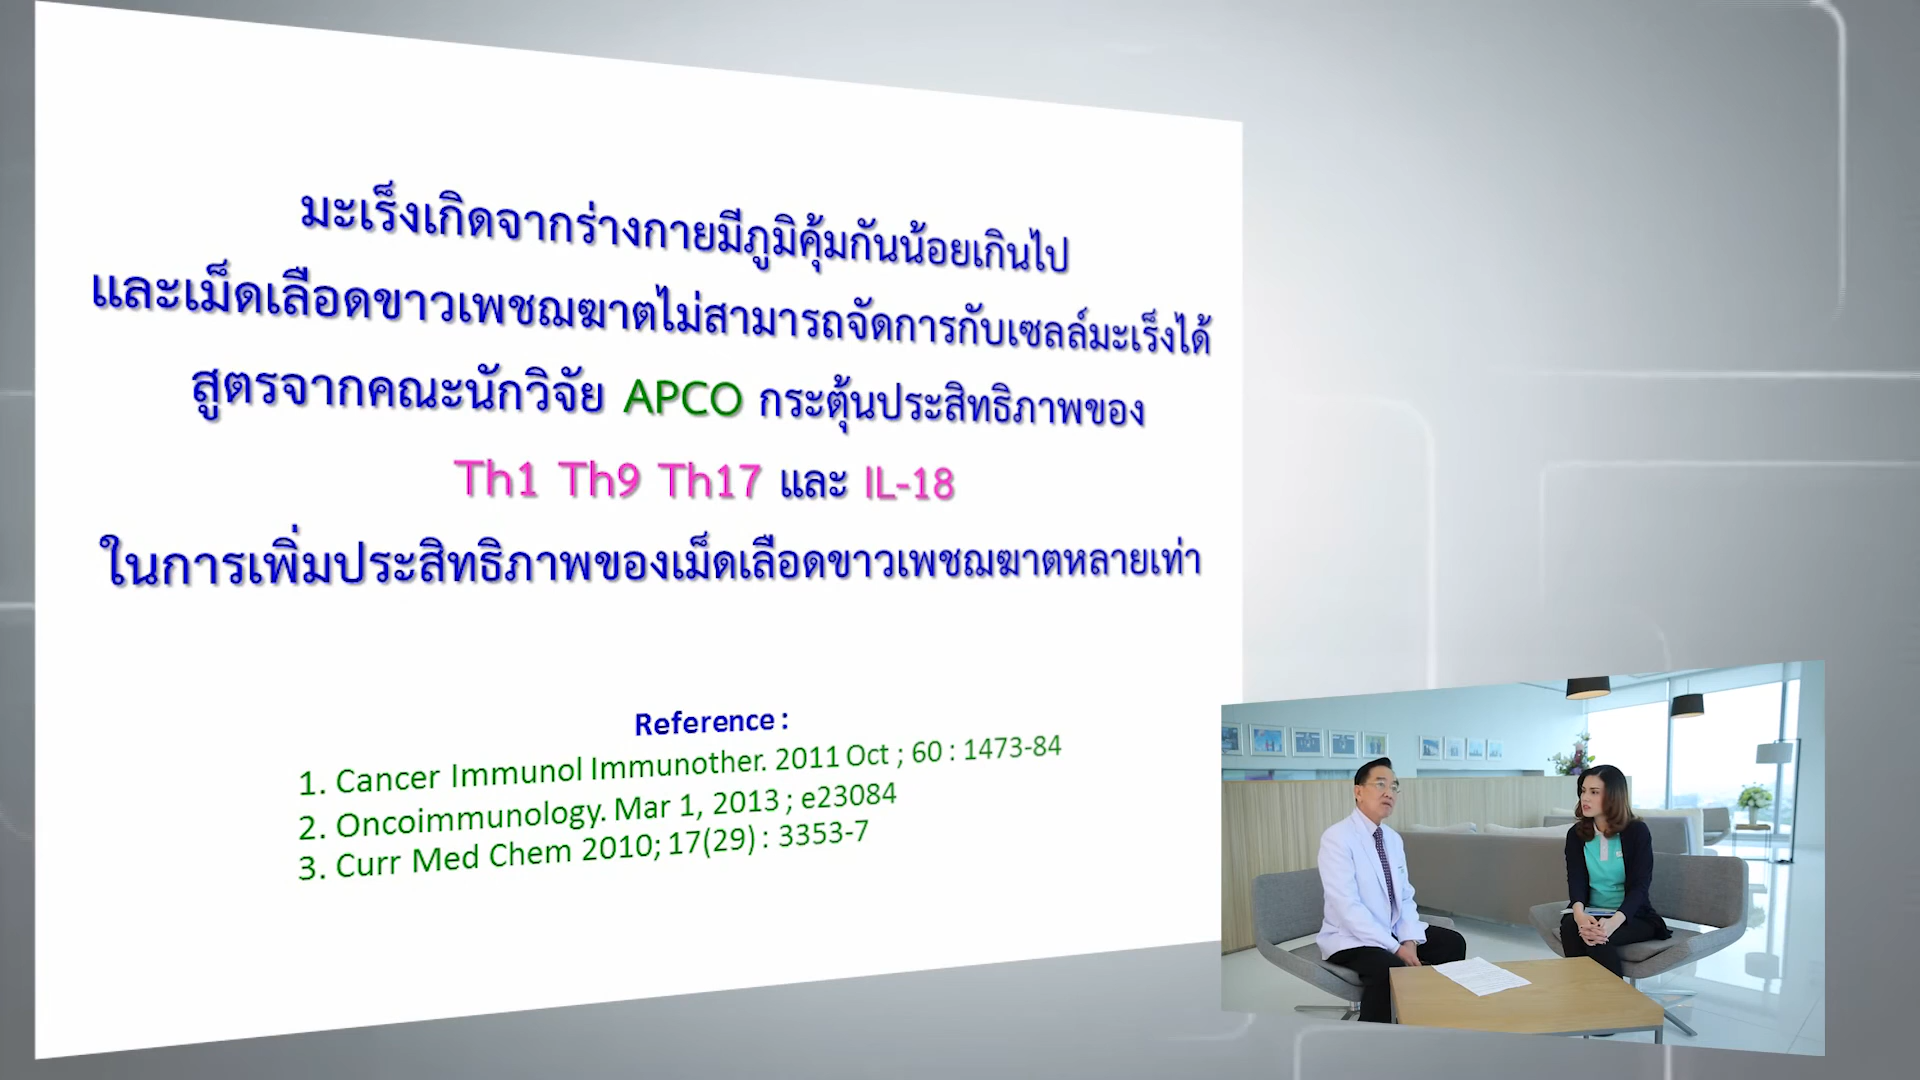 มะเร็งเกิดจากร่างกายมีภูมิคุ้มกันน้อยเกินไป
และเม็ดเลือดขาวเพชฌฆาตไม่สามารถจัดการกับเซลล์มะเร็งได้
สูตรจากคณะนักวิจัย APCO กระตุ้นประสิทธิภาพของ
Th1 Th9 Th17 และ IL-18
ในการเพิ่มประสิทธิภาพของเม็ดเลือดขาวเพชฌฆาตหลายเท่า
Reference :
1. Cancer Immunol Immunother. 2011 Oct ; 60 : 1473-84
2. Oncoimmunology. Mar 1, 2013 ; e23084
3. Curr Med Chem 2010; 17(29) : 3353-7